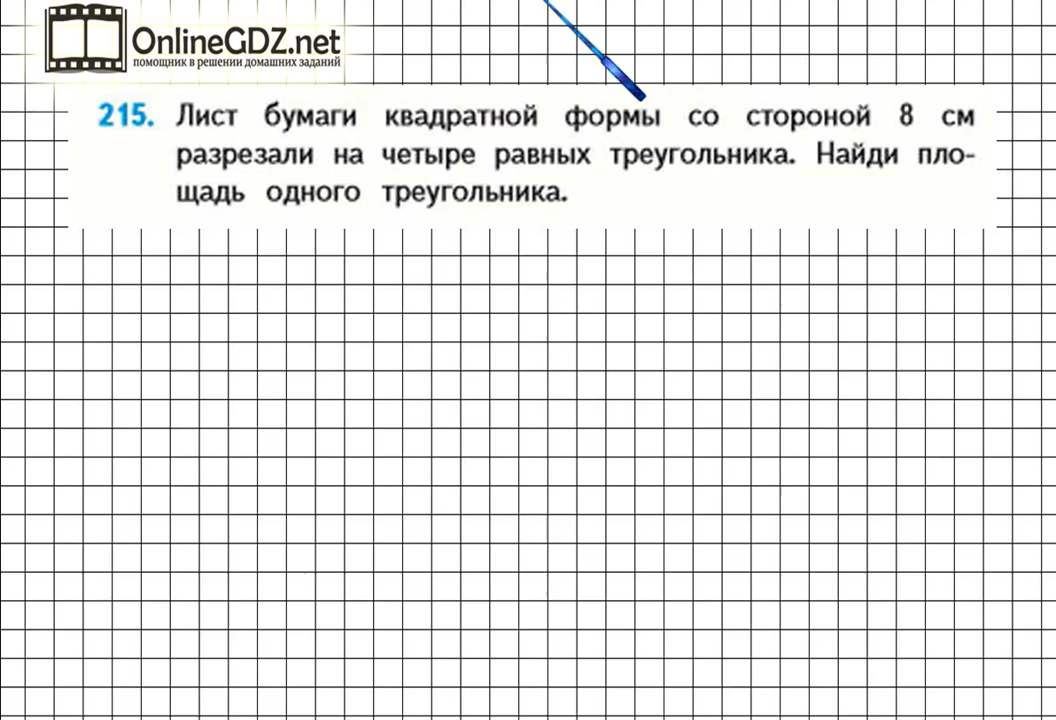 OnlineGDZ.net
помощник в решении домашних заданий
215. Лист бумаги квадратной формы со стороной 8 см
разрезали на четыре равных треугольника. Найди пло-
щадь одного треугольника.